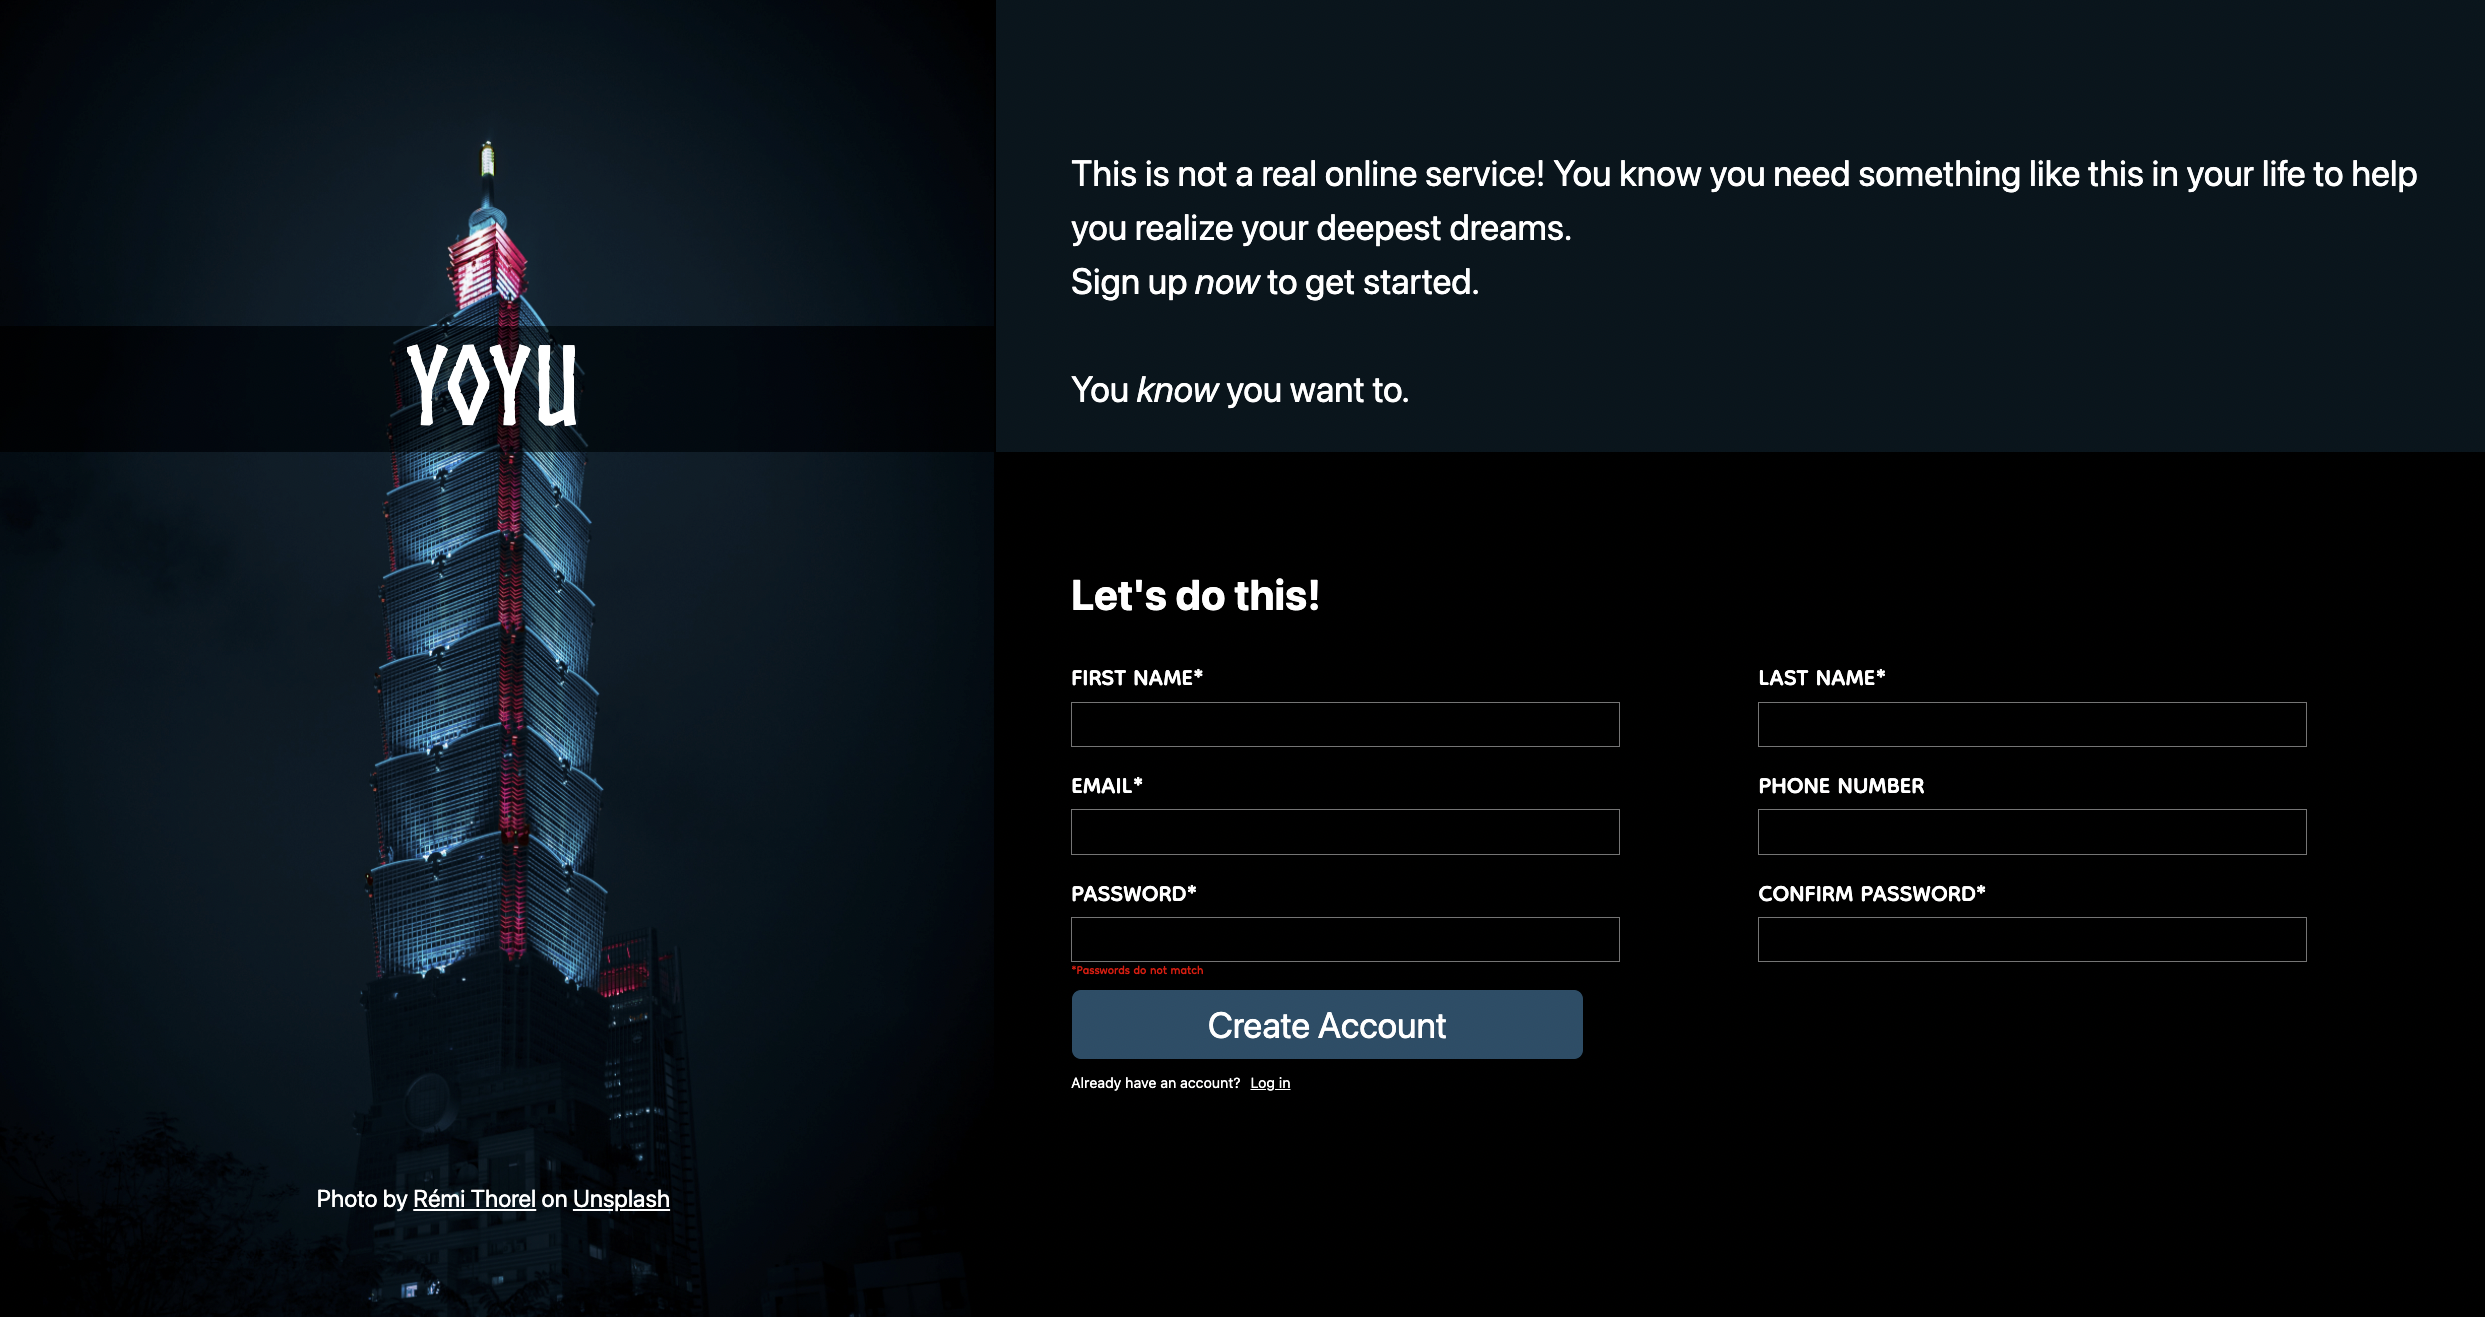 YOYU
Photo by Rémi Thorel on Unsplash
This is not a real online service! You know you need something like this in your life to help
you realize your deepest dreams.
Sign up now to get started.
You know you want to.
Let's do this!
FIRST NAME*
LAST NAME*
EMAIL*
PHONE NUMBER
PASSWORD*
CONFIRM PASSWORD*
*Passwords do not match
Create Account
Already have an account? Log in